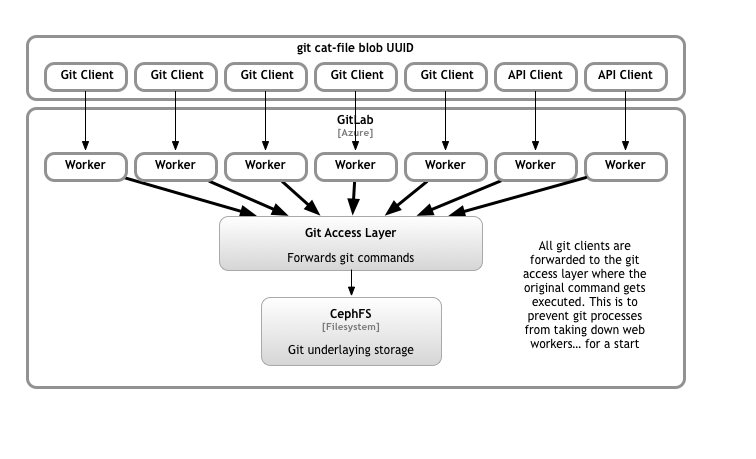 git cat-file blob UUID
Git Client Git Client Git Client Git Client Git Client API Client API Client
GitLab
[Azure]
Worker Worker Worker Worker Worker Worker Worker
Git Access Layer
Forwards git commands
CephFS
[Filesystem]
Git underlaying storage
All git clients are
forwarded to the git
access layer where the
original command gets
executed. This is to
prevent git processes
from taking down web
workers... for a start